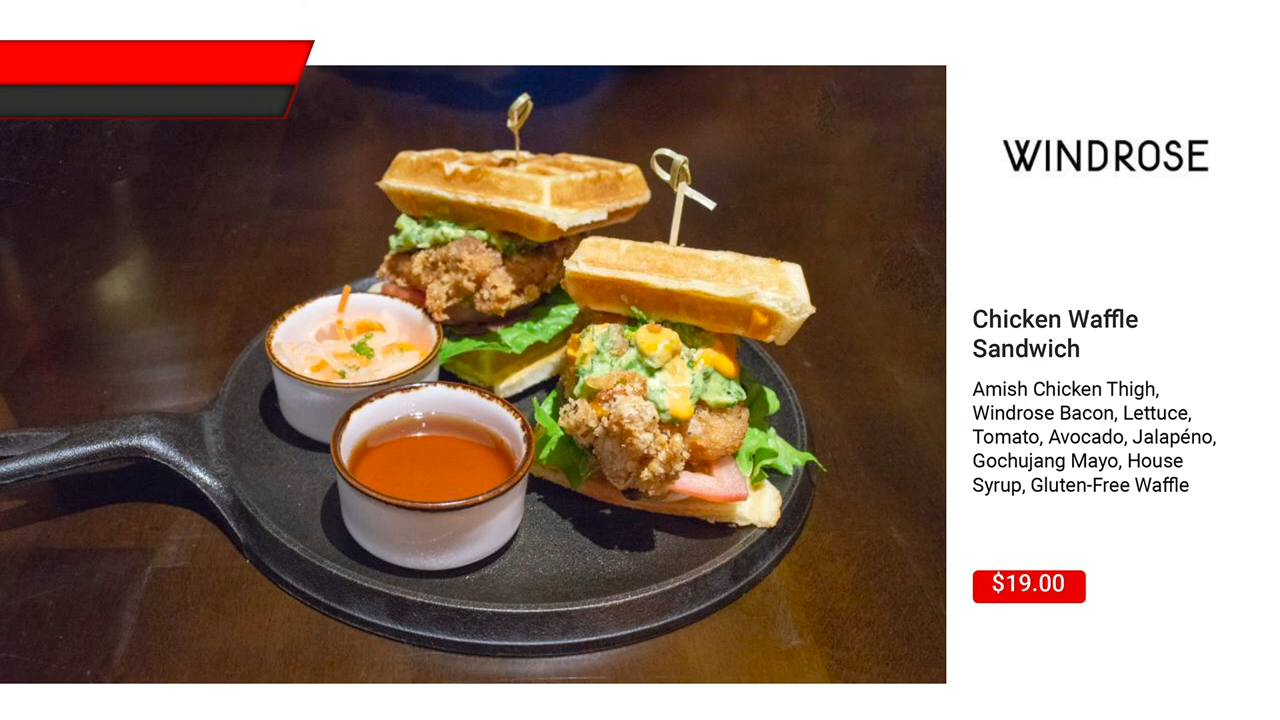 WINDROSE
Chicken Waffle
Sandwich
Amish Chicken Thigh,
Windrose Bacon, Lettuce,
Tomato, Avocado, Jalapéno,
Gochujang Mayo, House
Syrup, Gluten-Free Waffle
$19.00